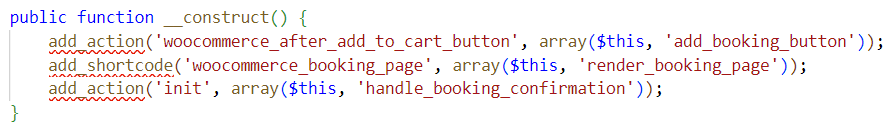 public function __construct() {
    add_action('woocommerce_after_add_to_cart_button', array($this, 'add_booking_button'));
    add_shortcode('woocommerce_booking_page', array($this, 'render_booking_page'));
    add_action('init', array($this, 'handle_booking_confirmation'));
}